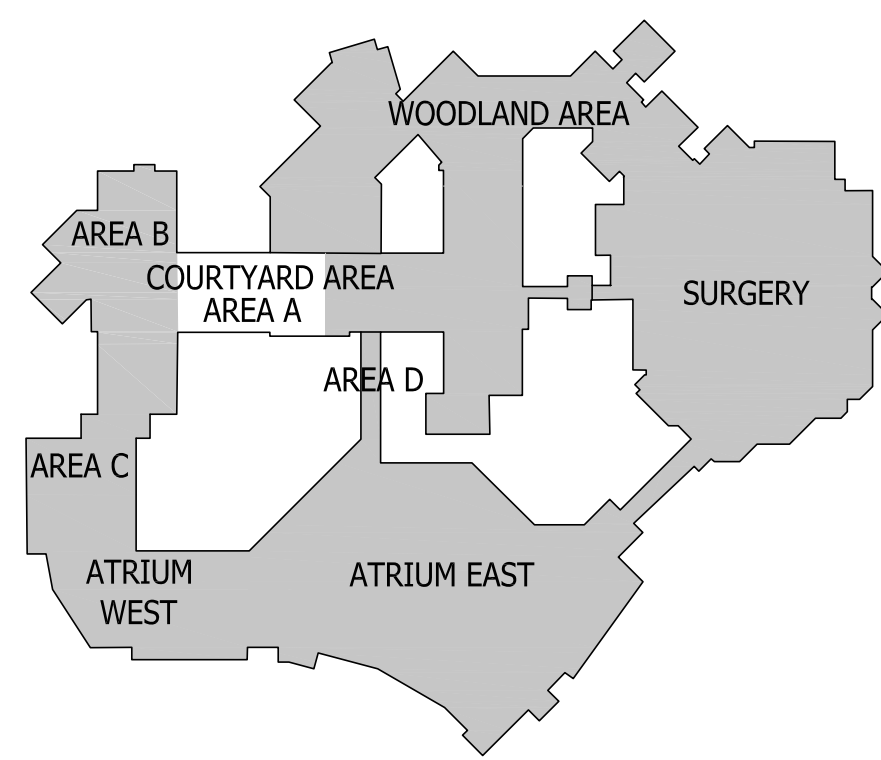 WOODLAND AREA
AREA B
COURTYARD AREA
AREA A
SURGERY
AREA D
AREA C
ATRIUM
WEST
ATRIUM EAST